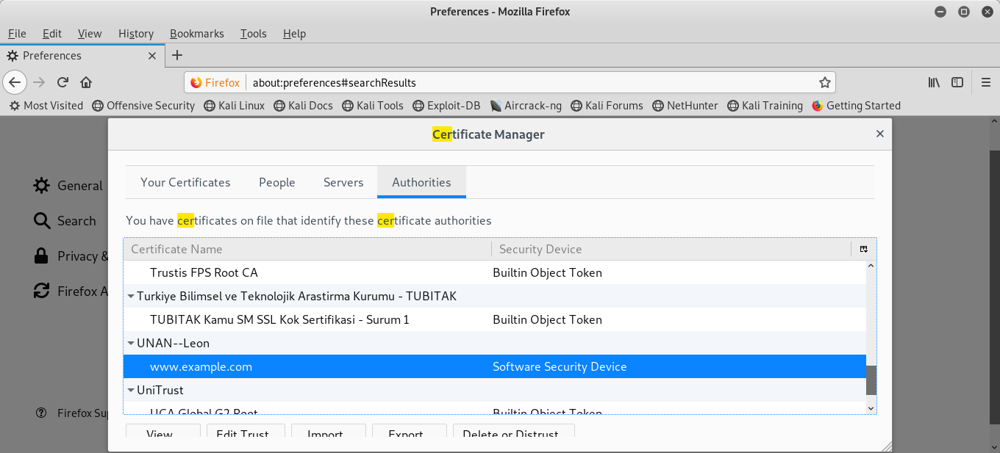 Preferences - Mozilla Firefox
File Edit View History Bookmarks Tools Help
Preferences
Firefox about:preferences#searchResults
Most Visited Offensive Security Kali Linux Kali Docs Kali Tools Exploit-DB Aircrack-ng Kali Forums NetHunter Kali Training Getting Started
Certificate Manager
General
Search
Privacy &
Firefox A
Firefox Sup
Your Certificates People Servers Authorities
You have certificates on file that identify these certificate authorities
Certificate Name Security Device
Trustis FPS Root CA Builtin Object Token
Turkiye Bilimsel ve Teknolojik Arastirma Kurumu - TUBITAK
TUBITAK Kamu SM SSL Kok Sertifikasi - Surum 1 Builtin Object Token
UNAN--Leon
www.example.com Software Security Device
UniTrust
UCA Global G2 Root Builtin Object Token
View... Edit Trust... Import... Export... Delete or Distrust...